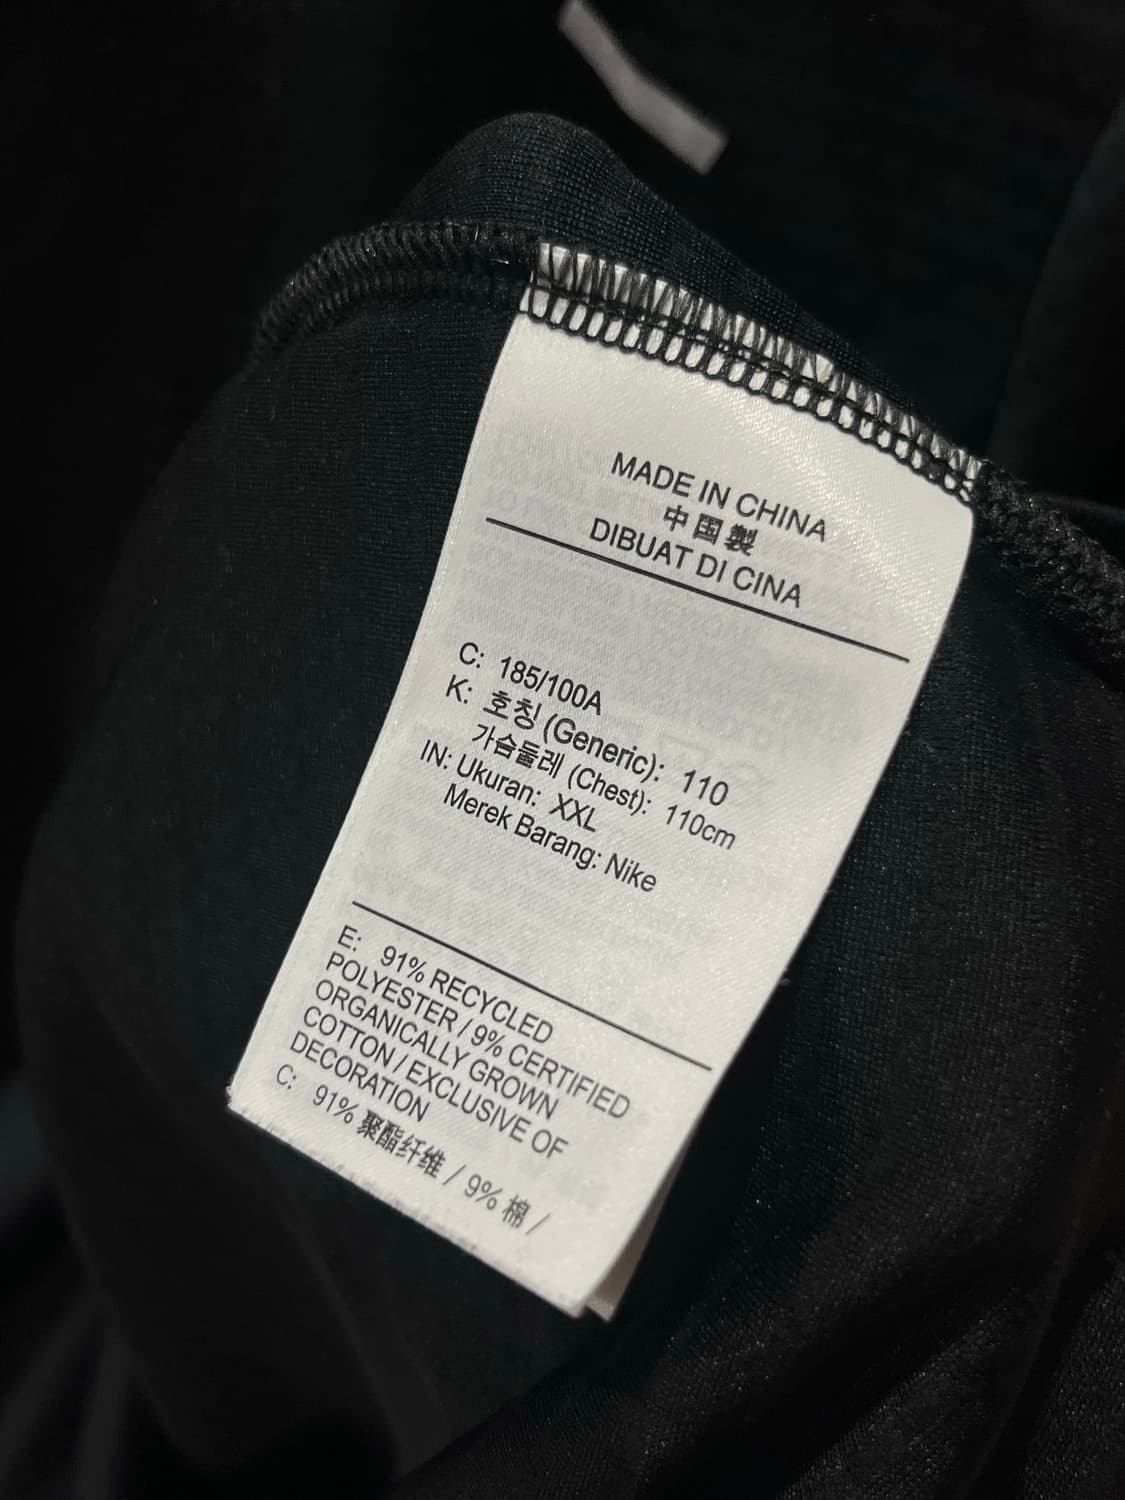 MADE IN CHINA
中国製
DIBUAT DI CINA
C: 185/100A
K: 호칭 (Generic): 110
가슴둘레 (Chest): 110cm
IN: Ukuran: XXL
Merek Barang: Nike
E: 91% RECYCLED
POLYESTER / 9% CERTIFIED
ORGANICALLY GROWN
COTTON / EXCLUSIVE OF
DECORATION
C: 91% 聚酯纤维 / 9% 棉 /